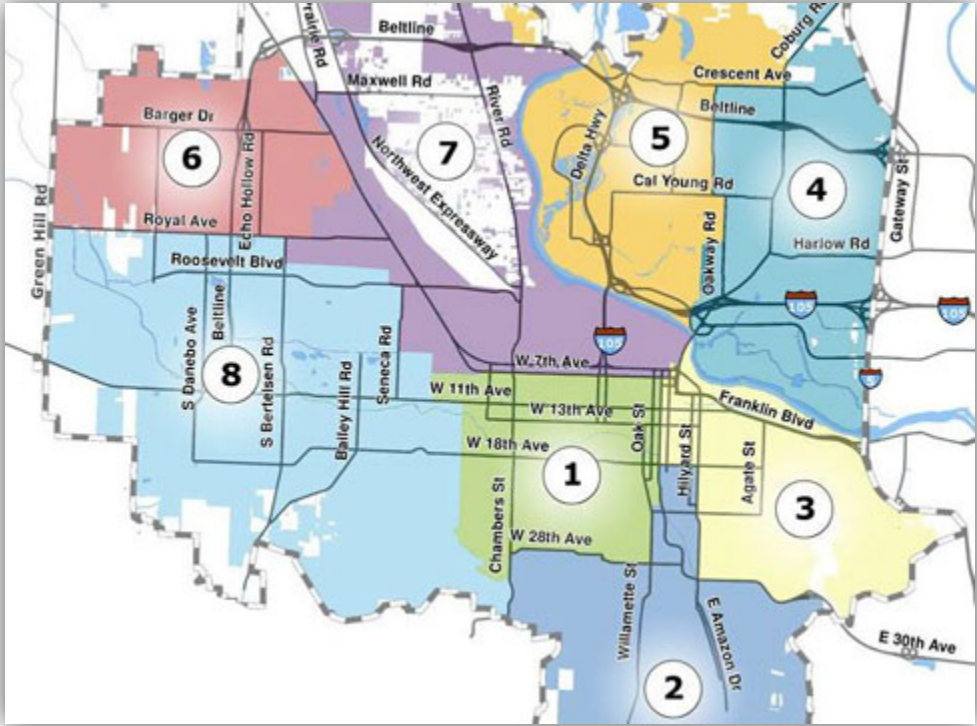 Beltline
Prairie Rd
Coburg Rd
Maxwell Rd
Crescent Ave
River Rd
Beltline
Barger Dr
Delta Hwy
7
5
6
Northwest Expressway
Echo Hollow Rd
Cal Young Rd
4
Gateway St
Green Hill Rd
Royal Ave
Oakway Rd
Harlow Rd
Roosevelt Blvd
105
105
S Danebo Ave
Beltline
105
Seneca Rd
W 7th Ave
8
S Bertelsen Rd
Bailey Hill Rd
W 11th Ave
5
W 13th Ave
Franklin Blvd
Oak St
W 18th Ave
Hilyard St
Agate St
1
Chambers St
3
W 28th Ave
Willamette St
E Amazon Dr
E 30th Ave
2